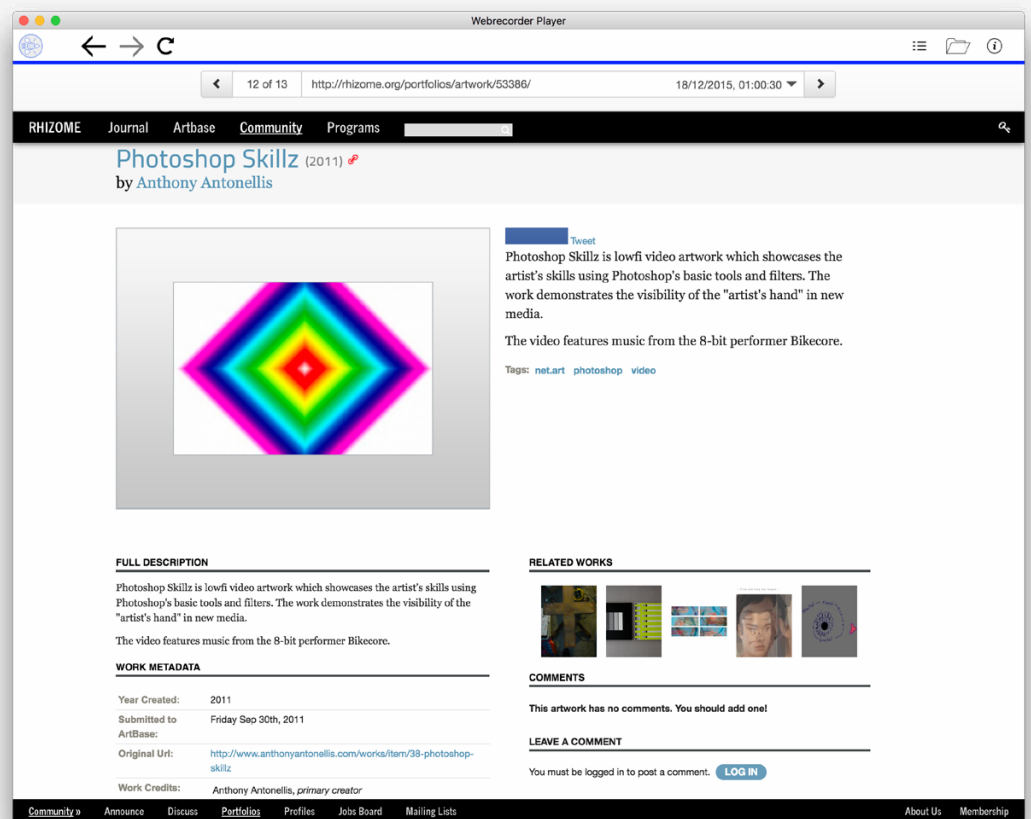 Webrecorder Player
12 of 13 http://rhizome.org/portfolios/artwork/53386/ 18/12/2015, 01:00:30
RHIZOME Journal Artbase Community Programs
Photoshop Skillz (2011)
by Anthony Antonellis
Tweet
Photoshop Skillz is lowfi video artwork which showcases the
artist's skills using Photoshop's basic tools and filters. The
work demonstrates the visibility of the "artist's hand" in new
media.
The video features music from the 8-bit performer Bikecore.
Tags: net.art photoshop video
FULL DESCRIPTION
Photoshop Skillz is lowfi video artwork which showcases the artist's skills using
Photoshop's basic tools and filters. The work demonstrates the visibility of the
"artist's hand" in new media.
The video features music from the 8-bit performer Bikecore.
WORK METADATA
Year Created: 2011
Submitted to ArtBase: Friday Sep 30th, 2011
Original Url: http://www.anthonyantonellis.com/works/item/38-photoshop-
skillz
Work Credits: Anthony Antonellis, primary creator
RELATED WORKS
COMMENTS
This artwork has no comments. You should add one!
LEAVE A COMMENT
You must be logged in to post a comment. LOG IN
Community » Announce Discuss Portfolios Profiles Jobs Board Mailing Lists About Us Membership